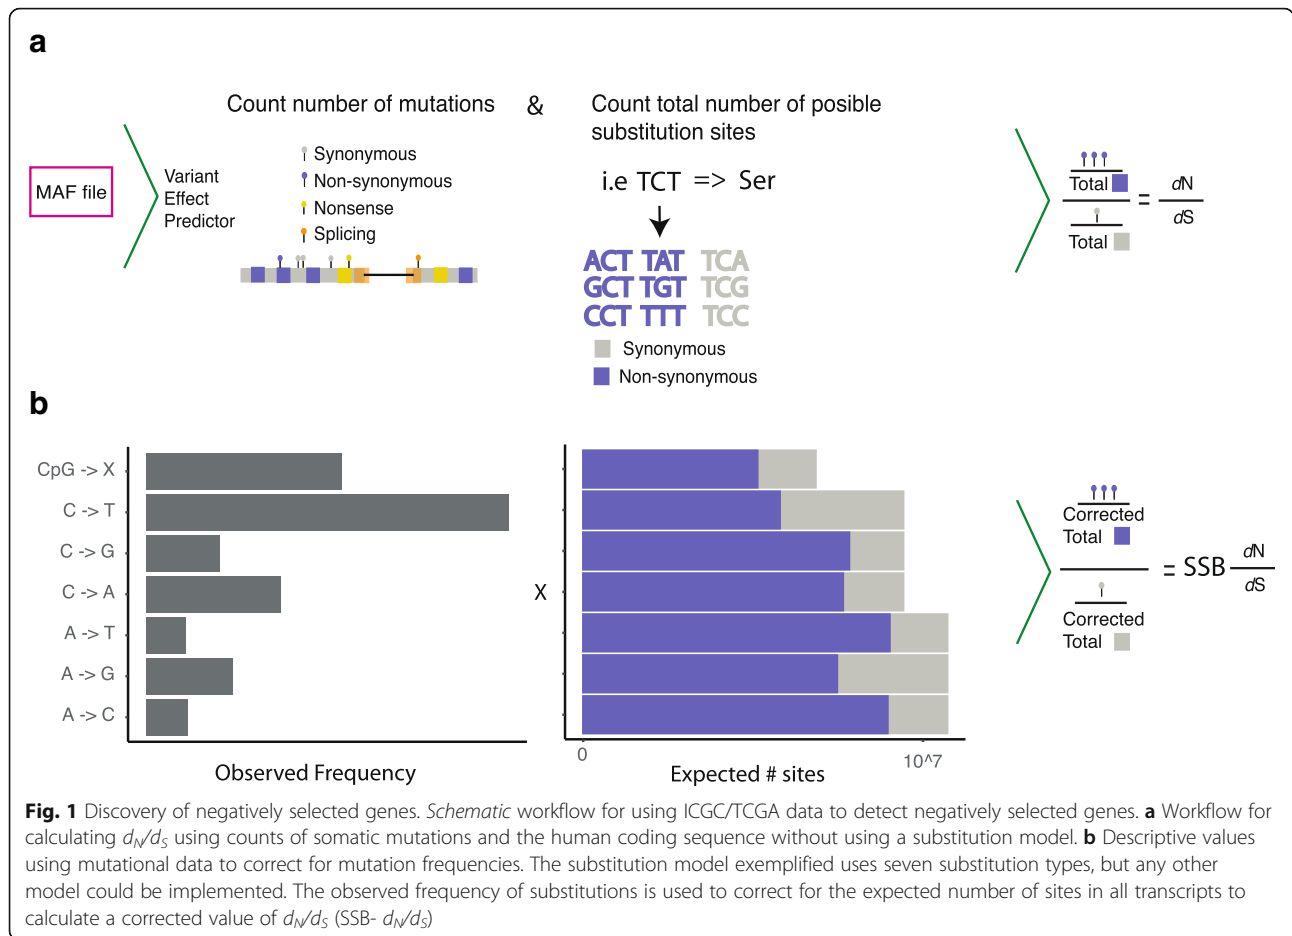 a
Count number of mutations & Count total number of posible
substitution sites
MAF file
Variant
Effect
Predictor
Synonymous
Non-synonymous
Nonsense
Splicing
i.e TCT => Ser
ACT TAT TCA
GCT TGT TCG
CCT TTT TCC
Synonymous
Non-synonymous
Total
Total
= dN
dS
b
CpG -> X
C -> T
C -> G
C -> A
A -> T
A -> G
A -> C
Observed Frequency
X
0 10^7
Expected # sites
Corrected
Total
Corrected
Total
= SSB dN
dS
Fig. 1 Discovery of negatively selected genes. Schematic workflow for using ICGC/TCGA data to detect negatively selected genes. a Workflow for
calculating dN/dS using counts of somatic mutations and the human coding sequence without using a substitution model. b Descriptive values
using mutational data to correct for mutation frequencies. The substitution model exemplified uses seven substitution types, but any other
model could be implemented. The observed frequency of substitutions is used to correct for the expected number of sites in all transcripts to
calculate a corrected value of dN/dS (SSB- dN/dS)